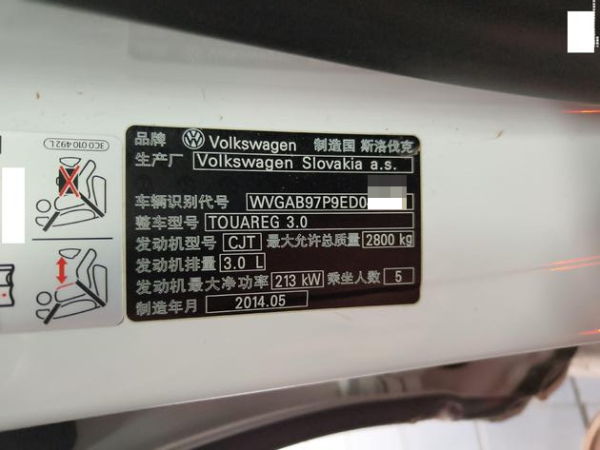 3C0 010 492 L
品牌 Volkswagen 制造国 斯洛伐克
生产厂 Volkswagen Slovakia a.s.
车辆识别代号 WVGAB97P9ED0
整车型号 TOUAREG 3.0
发动机型号 CJT 最大允许总质量 2800 kg
发动机排量 3.0 L
发动机最大净功率 213 kW 乘坐人数 5
制造年月 2014.05